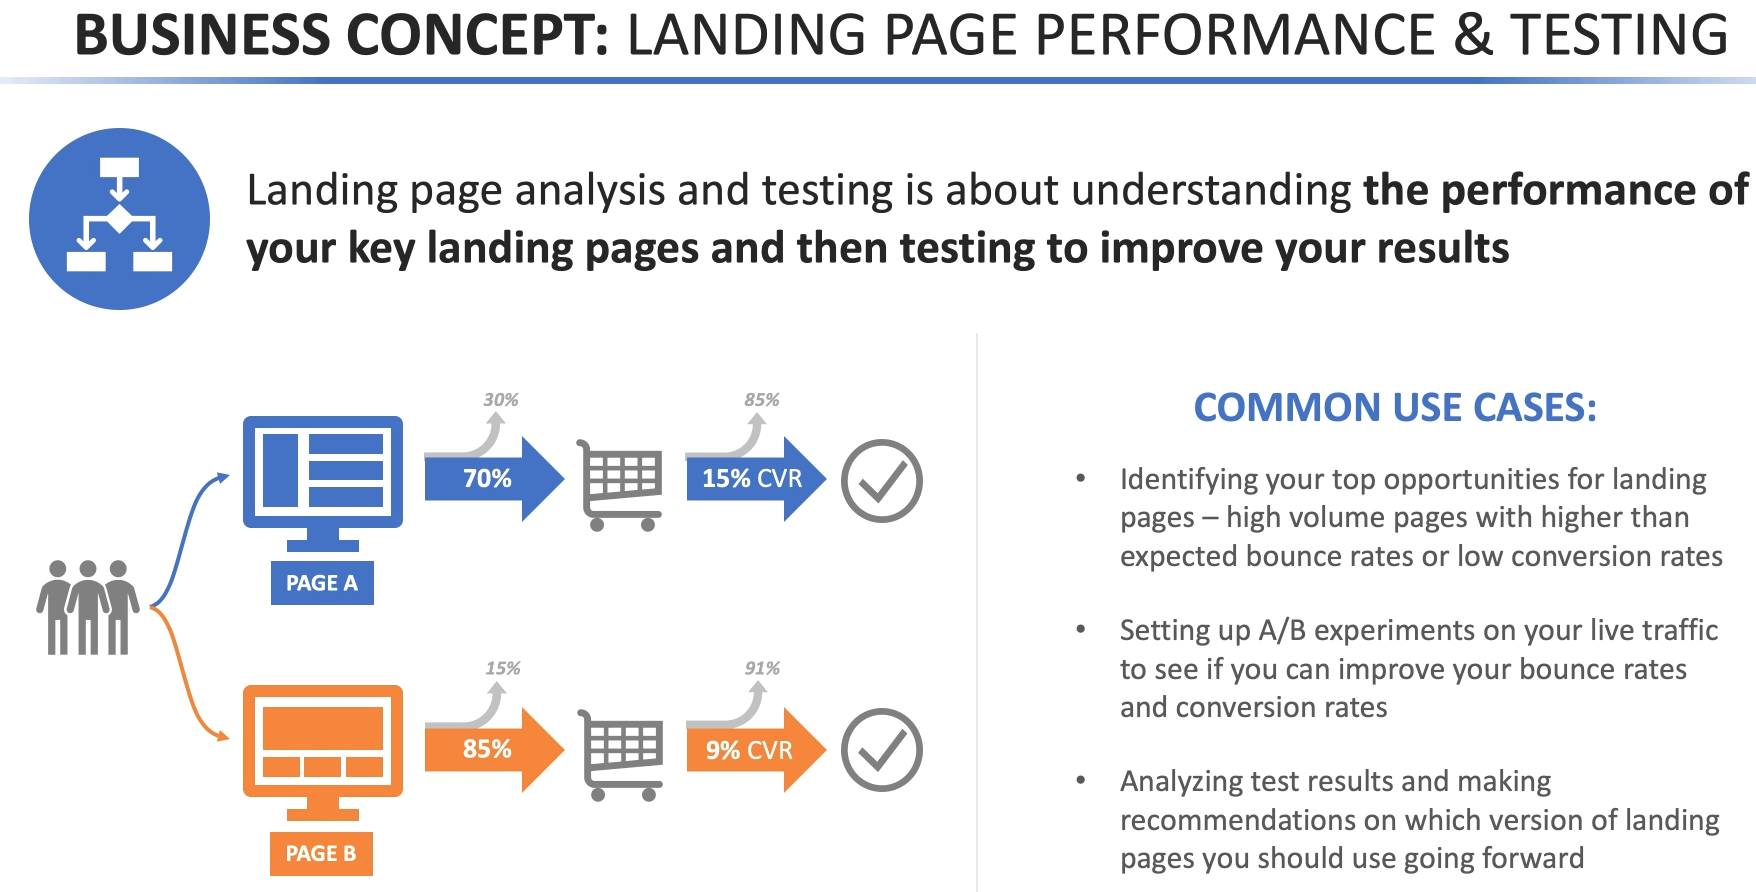 BUSINESS CONCEPT: LANDING PAGE PERFORMANCE & TESTING
Landing page analysis and testing is about understanding the performance of
your key landing pages and then testing to improve your results
30%
85%
70%
15% CVR
PAGE A
15%
91%
85%
9% CVR
PAGE B
COMMON USE CASES:
• Identifying your top opportunities for landing
pages – high volume pages with higher than
expected bounce rates or low conversion rates
• Setting up A/B experiments on your live traffic
to see if you can improve your bounce rates
and conversion rates
• Analyzing test results and making
recommendations on which version of landing
pages you should use going forward